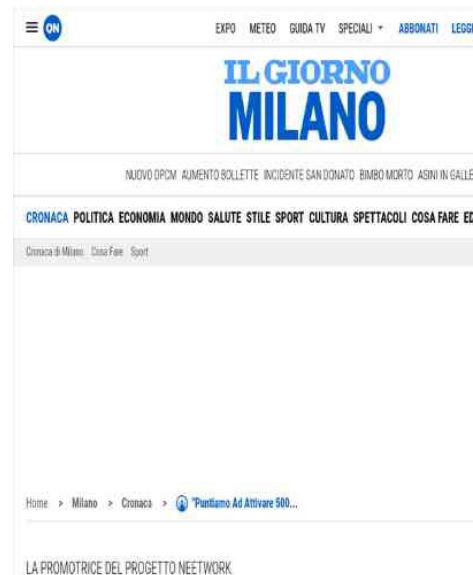 ON EXPO METEO GUIDA TV SPECIALI ABBONATI LEGGI
IL GIORNO
MILANO
NUOVO DPCM AUMENTO BOLLETTE INCIDENTE SAN DONATO BIMBO MORTO ASINI IN GALLE
CRONACA POLITICA ECONOMIA MONDO SALUTE STILE SPORT CULTURA SPETTACOLI COSA FARE ED
Cronaca di Milano Cosa Fare Sport
Home > Milano > Cronaca > "Puntiamo Ad Attivare 500...
LA PROMOTRICE DEL PROGETTO NEETWORK